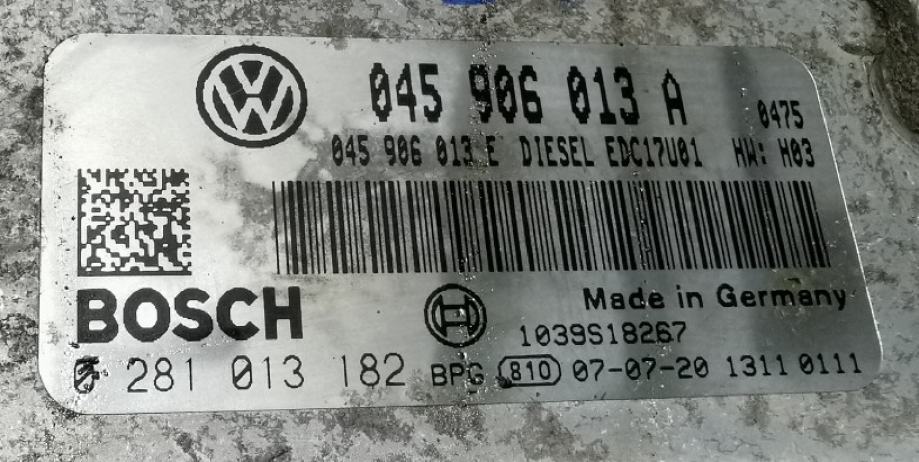 045 906 013 A 0475
045 906 013 E DIESEL EDC17U01 HW: H03
BOSCH
Made in Germany
1039S18267
0 281 013 182 BPG 810 07-07-20 1311 0111